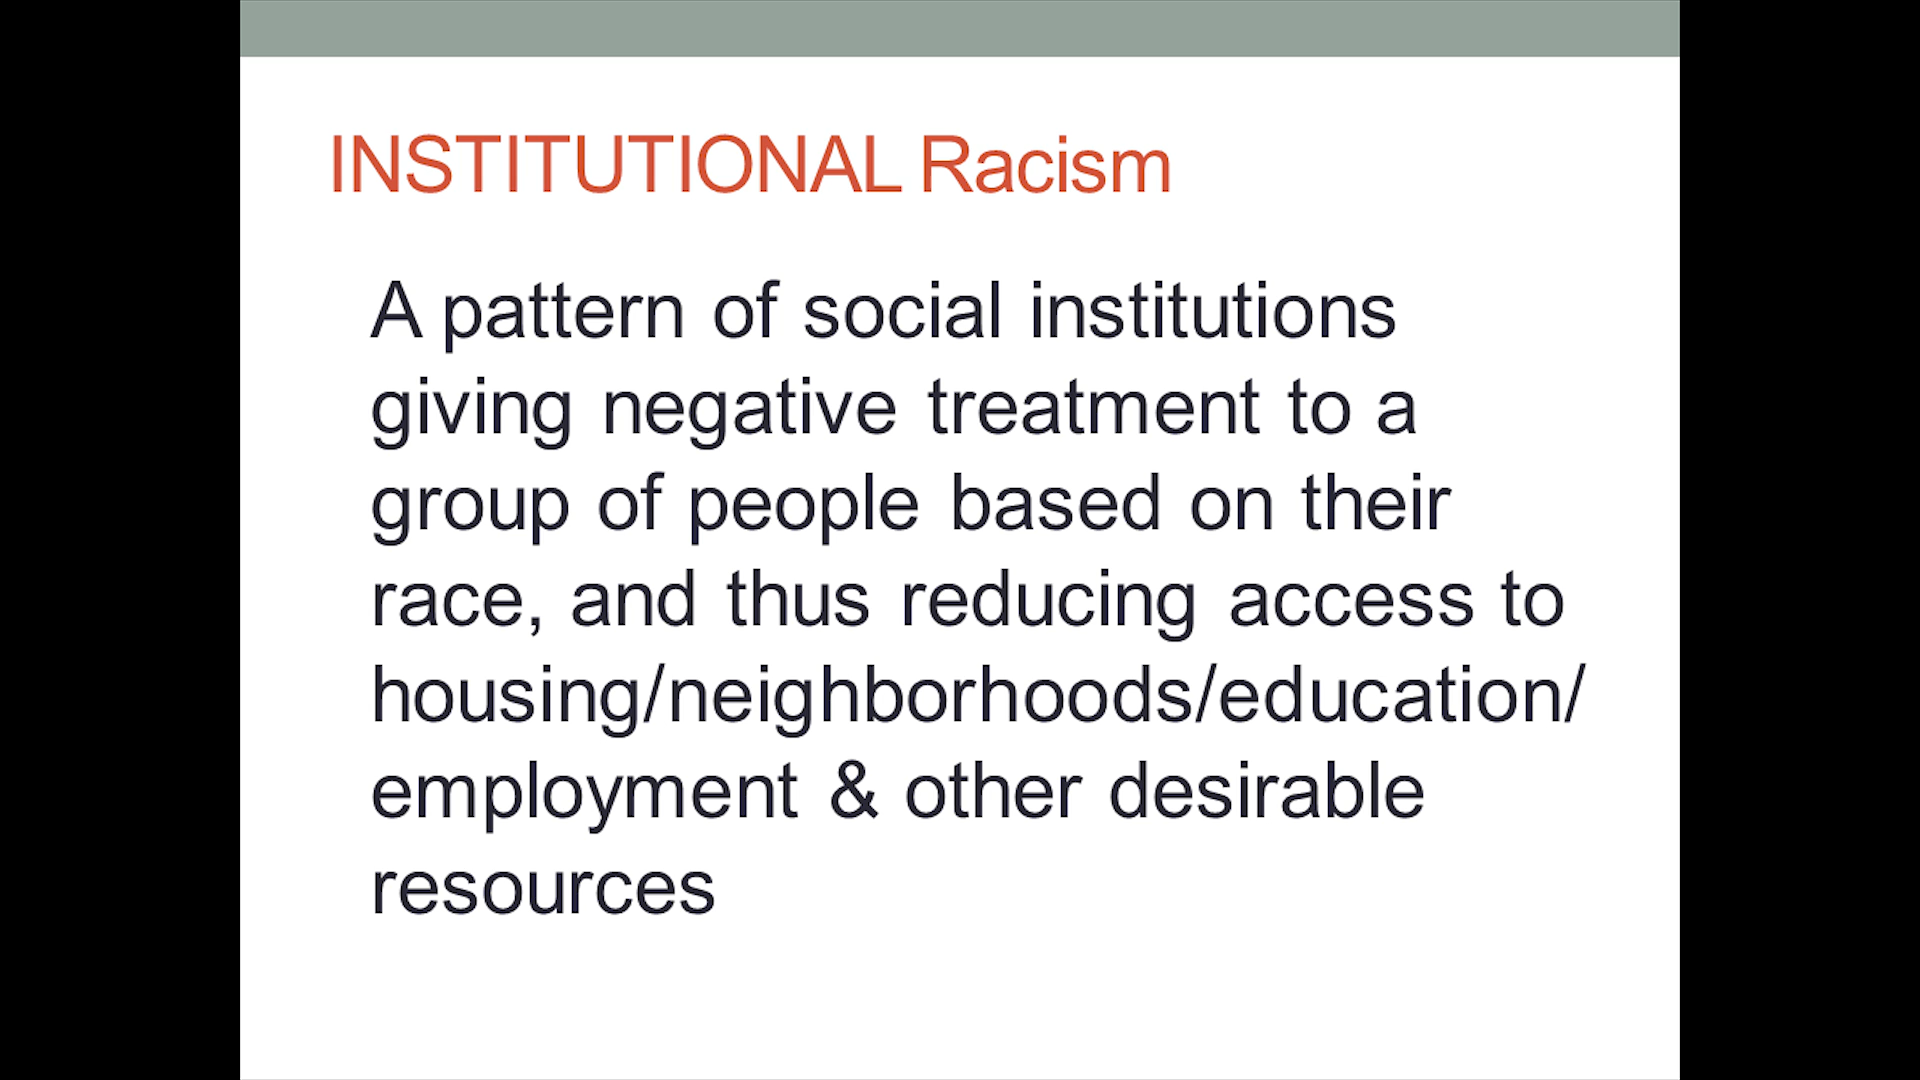 INSTITUTIONAL Racism
A pattern of social institutions
giving negative treatment to a
group of people based on their
race, and thus reducing access to
housing/neighborhoods/education/
employment & other desirable
resources